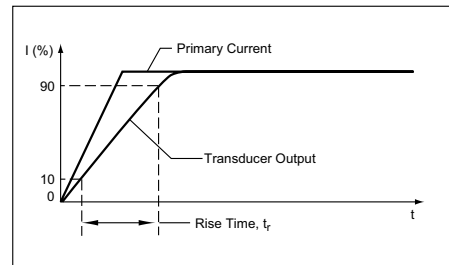 I (%)
Primary Current
90
Transducer Output
10
0
t
Rise Time, tr